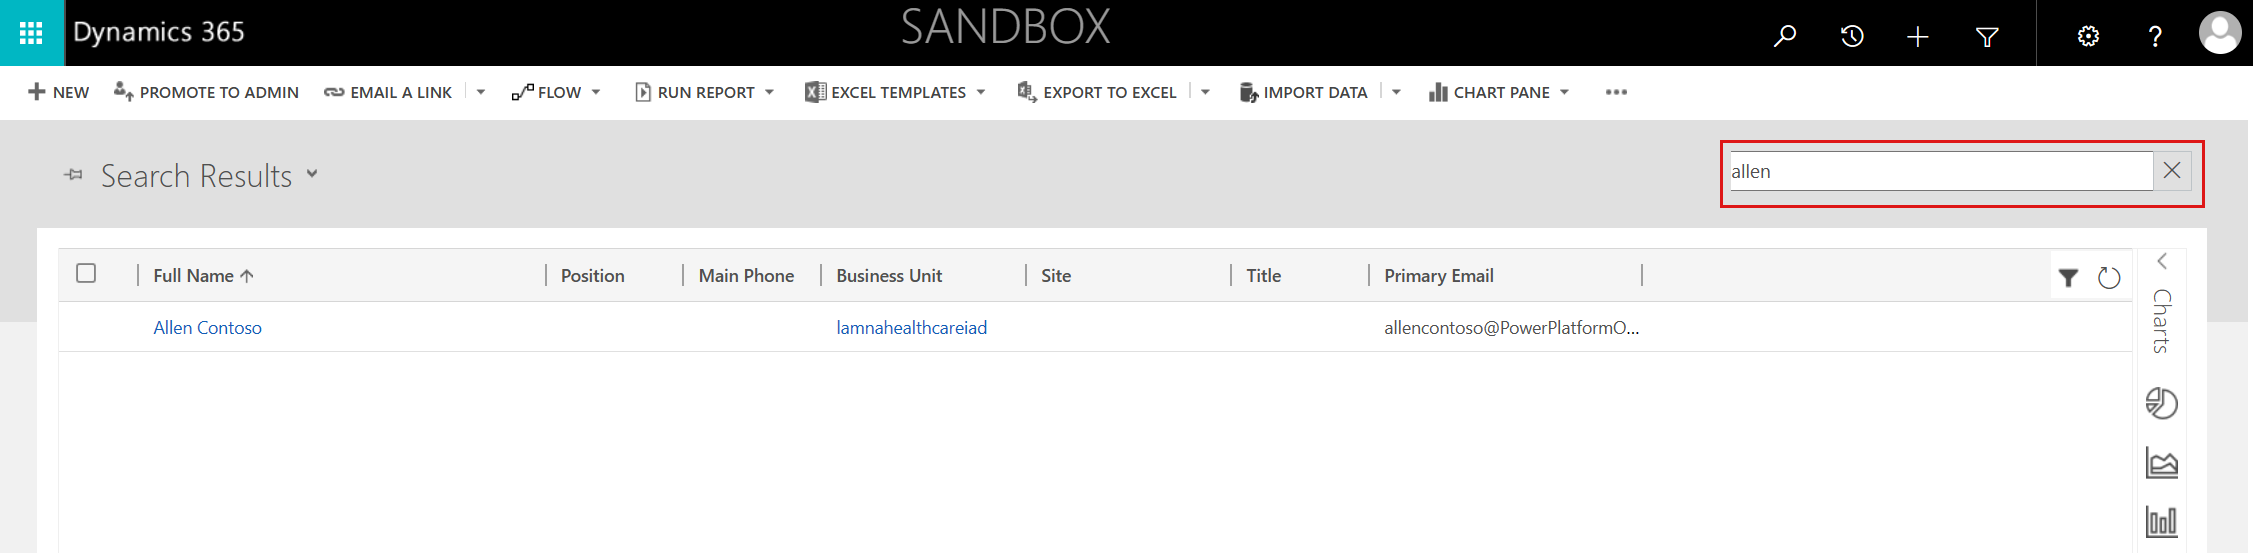 Dynamics 365
SANDBOX
NEW PROMOTE TO ADMIN EMAIL A LINK FLOW RUN REPORT EXCEL TEMPLATES EXPORT TO EXCEL IMPORT DATA CHART PANE
Search Results
allen
Full Name Position Main Phone Business Unit Site Title Primary Email
Allen Contoso lamnahealthcareiad allencontoso@PowerPlatformO...
Charts